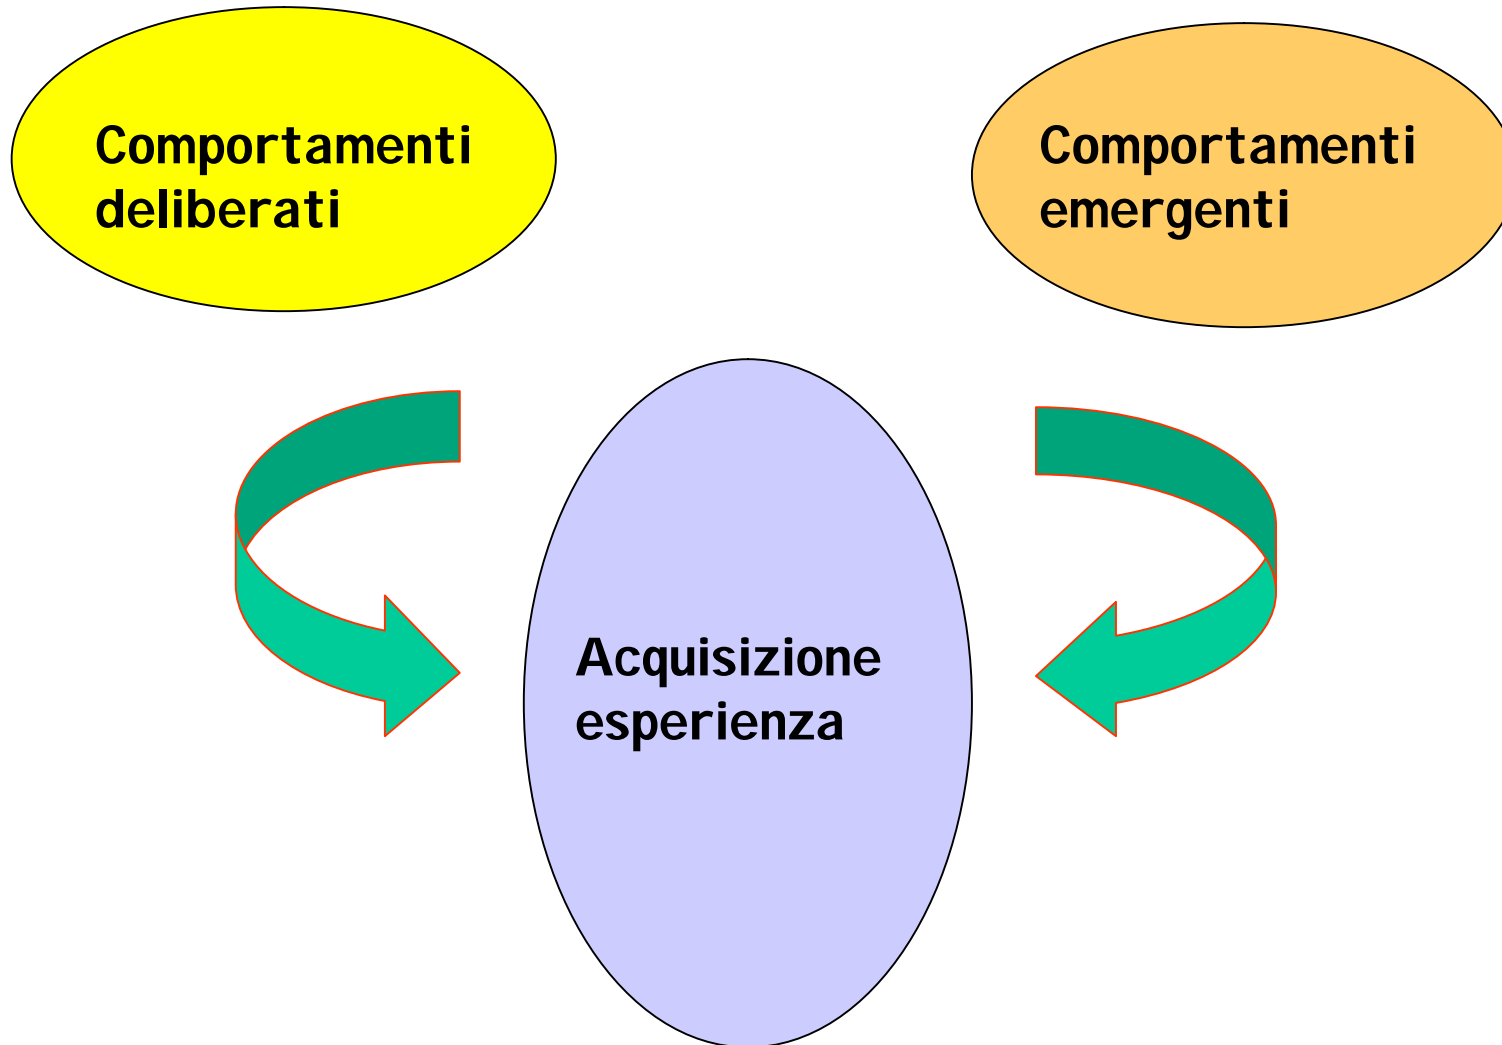 Comportamenti
deliberati
Comportamenti
emergenti
Acquisizione
esperienza